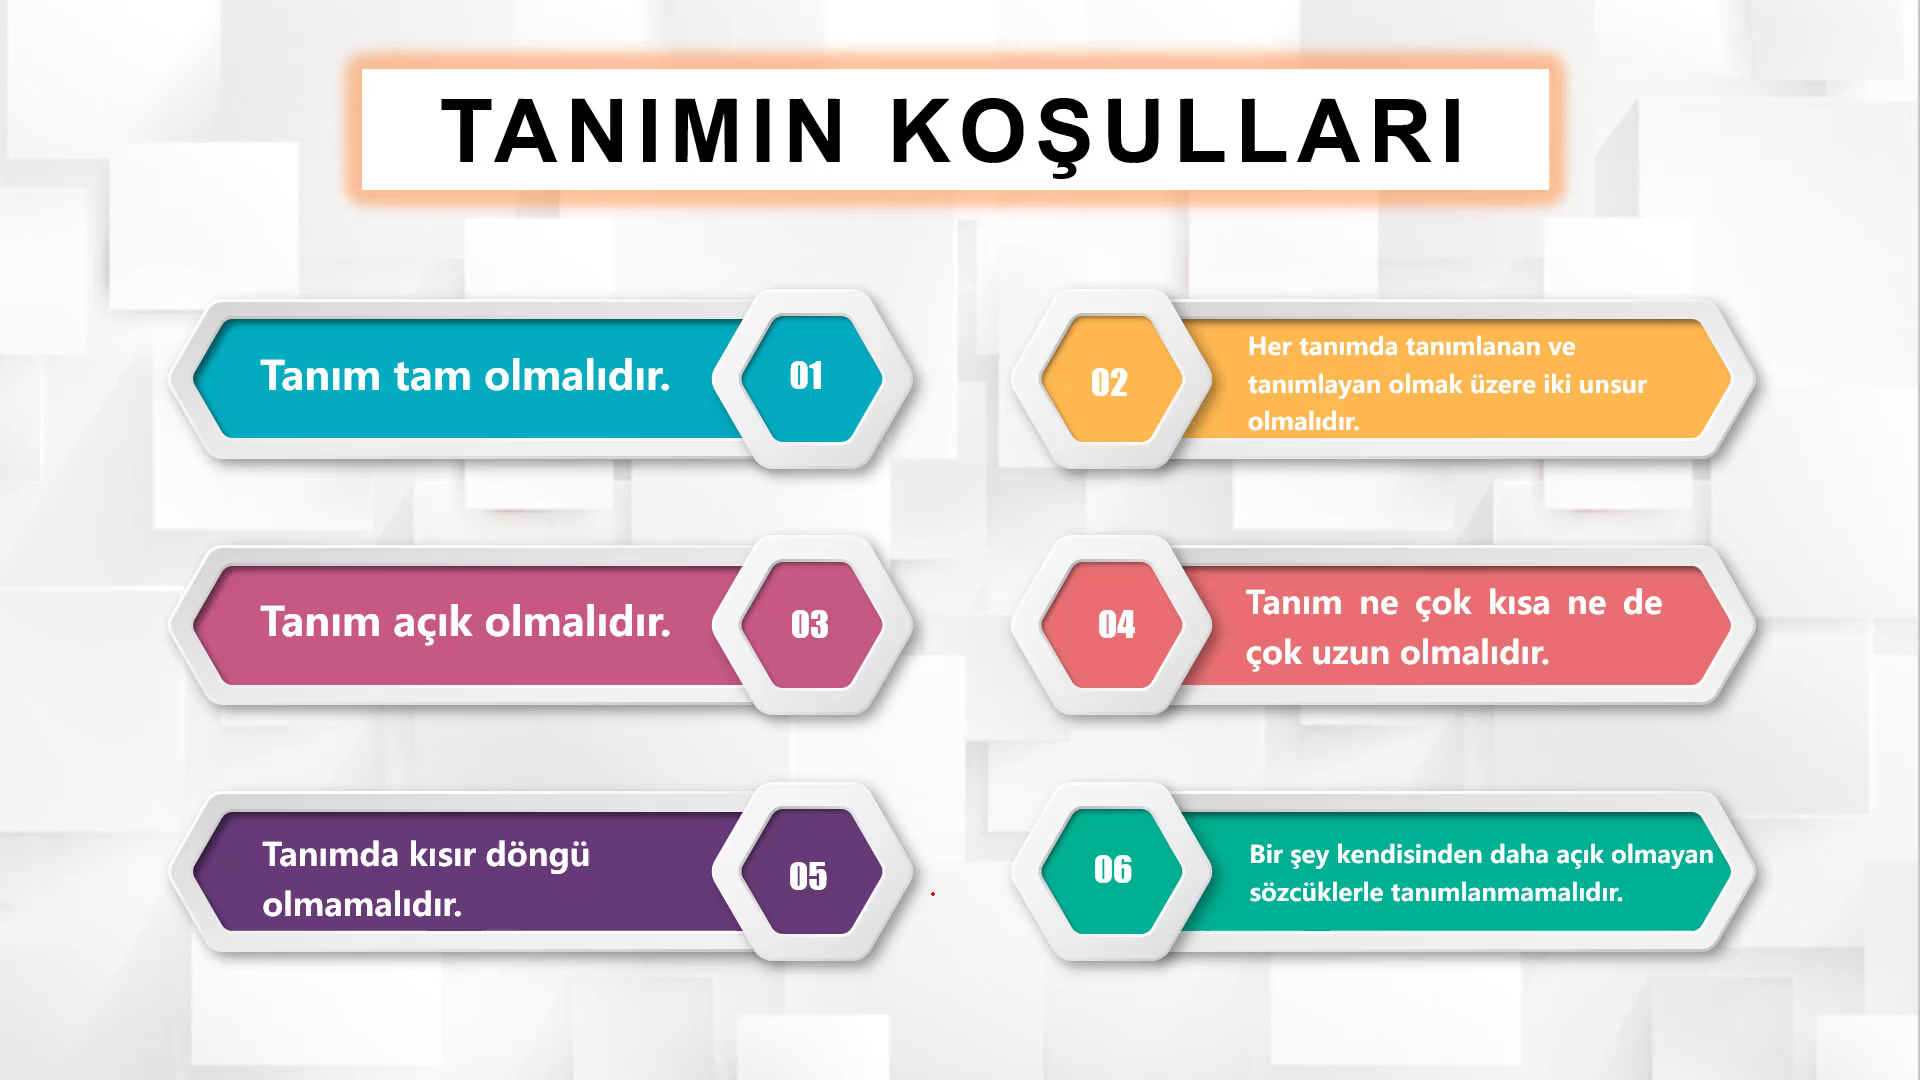 TANIMIN KOŞULLARI
Tanım tam olmalıdır.
01
02
Her tanımda tanımlanan ve
tanımlayan olmak üzere iki unsur
olmalıdır.
Tanım açık olmalıdır.
03
04
Tanım ne çok kısa ne de
çok uzun olmalıdır.
Tanımda kısır döngü
olmamalıdır.
05
06
Bir şey kendisinden daha açık olmayan
sözcüklerle tanımlanmamalıdır.